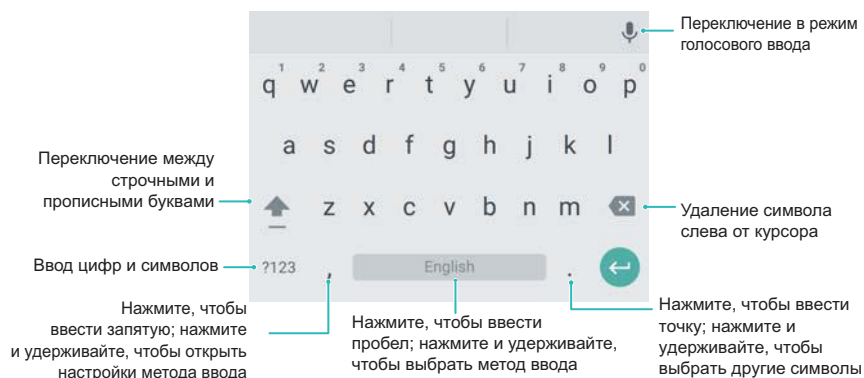 Переключение в режим
голосового ввода
1 2 3 4 5 6 7 8 9 0
q w e r t y u i o p
a s d f g h j k l
Переключение между
строчными и
прописными буквами
z x c v b n m
Удаление символа
слева от курсора
Ввод цифр и символов
?123 , English .
Нажмите, чтобы
ввести запятую; нажмите
и удерживайте, чтобы открыть
настройки метода ввода
Нажмите, чтобы ввести
пробел; нажмите и удерживайте,
чтобы выбрать метод ввода
Нажмите, чтобы ввести
точку; нажмите и
удерживайте, чтобы
выбрать другие символы